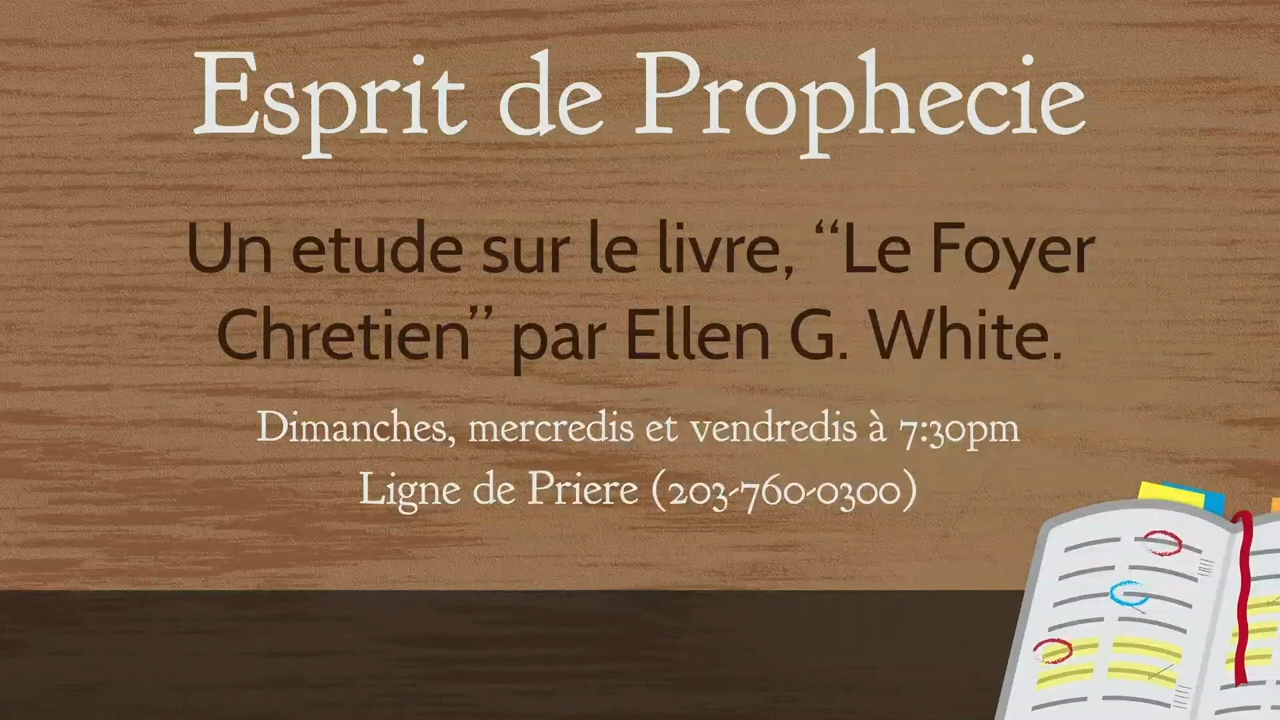 Esprit de Prophecie
Un etude sur le livre, “Le Foyer
Chretien” par Ellen G. White.
Dimanches, mercredis et vendredis à 7:30pm
Ligne de Priere (203-760-0300)